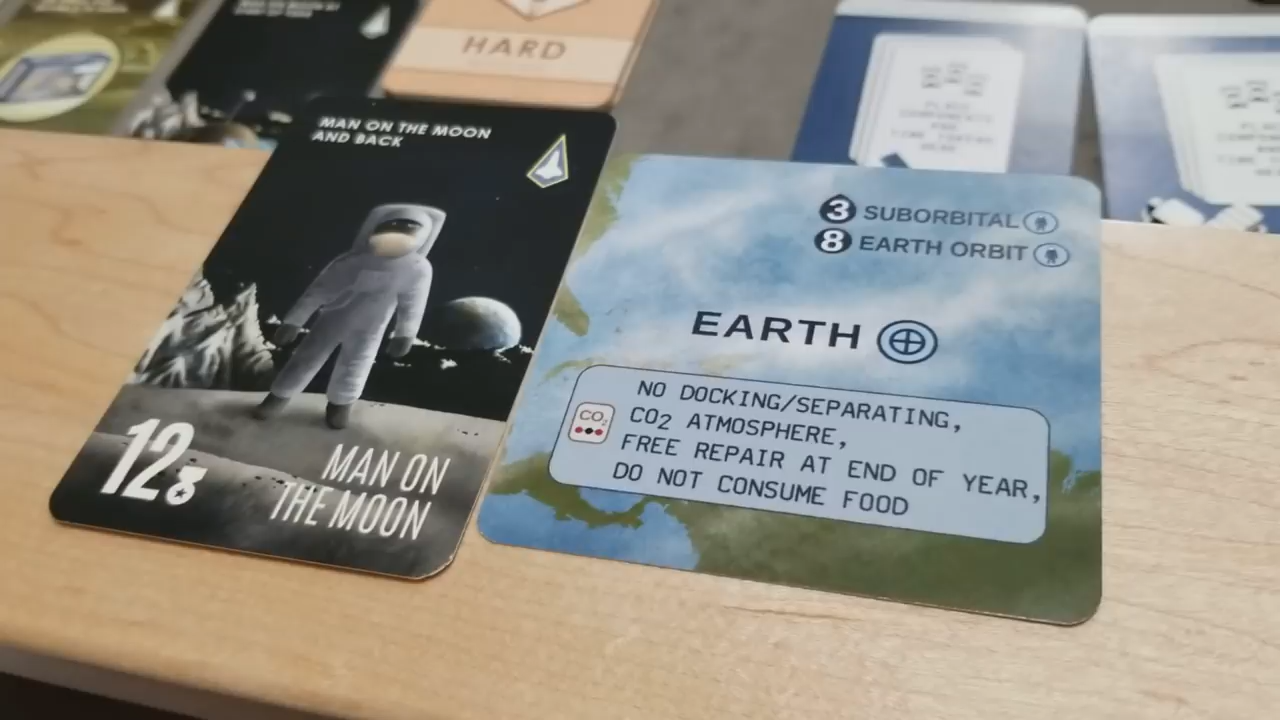 HARD
MAN ON THE MOON
AND BACK
12
MAN ON
THE MOON
3 SUBORBITAL
8 EARTH ORBIT
EARTH
NO DOCKING/SEPARATING,
CO2 ATMOSPHERE,
FREE REPAIR AT END OF YEAR,
DO NOT CONSUME FOOD
CO2